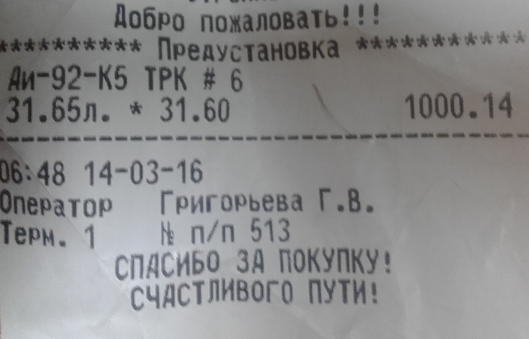 Добро пожаловать!!!
********** Предустановка ***********
Аи-92-К5 ТРК # 6
31.65л. * 31.60 1000.14
06:48 14-03-16
Оператор Григорьева Г.В.
Терм. 1 № п/п 513
СПАСИБО ЗА ПОКУПКУ!
СЧАСТЛИВОГО ПУТИ!